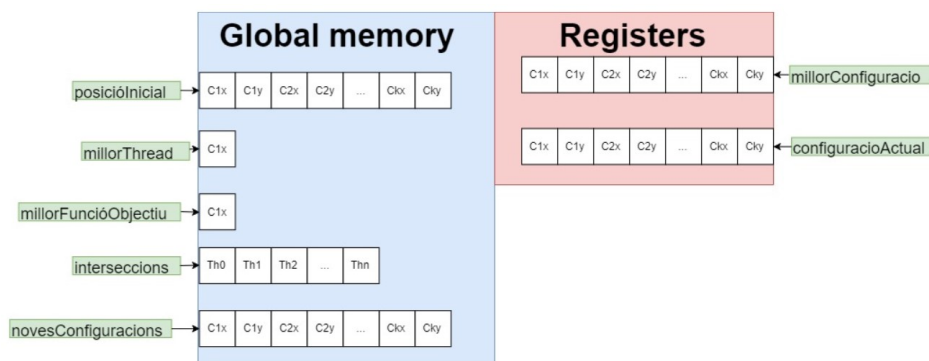 Global memory
Registers
posicióInicial
C1x C1y C2x C2y ... Ckx Cky
C1x C1y C2x C2y ... Ckx Cky
millorConfiguracio
millorThread
C1x
C1x C1y C2x C2y ... Ckx Cky
configuracioActual
millorFuncióObjectiu
C1x
interseccions
Th0 Th1 Th2 ... Thn
novesConfiguracions
C1x C1y C2x C2y ... Ckx Cky